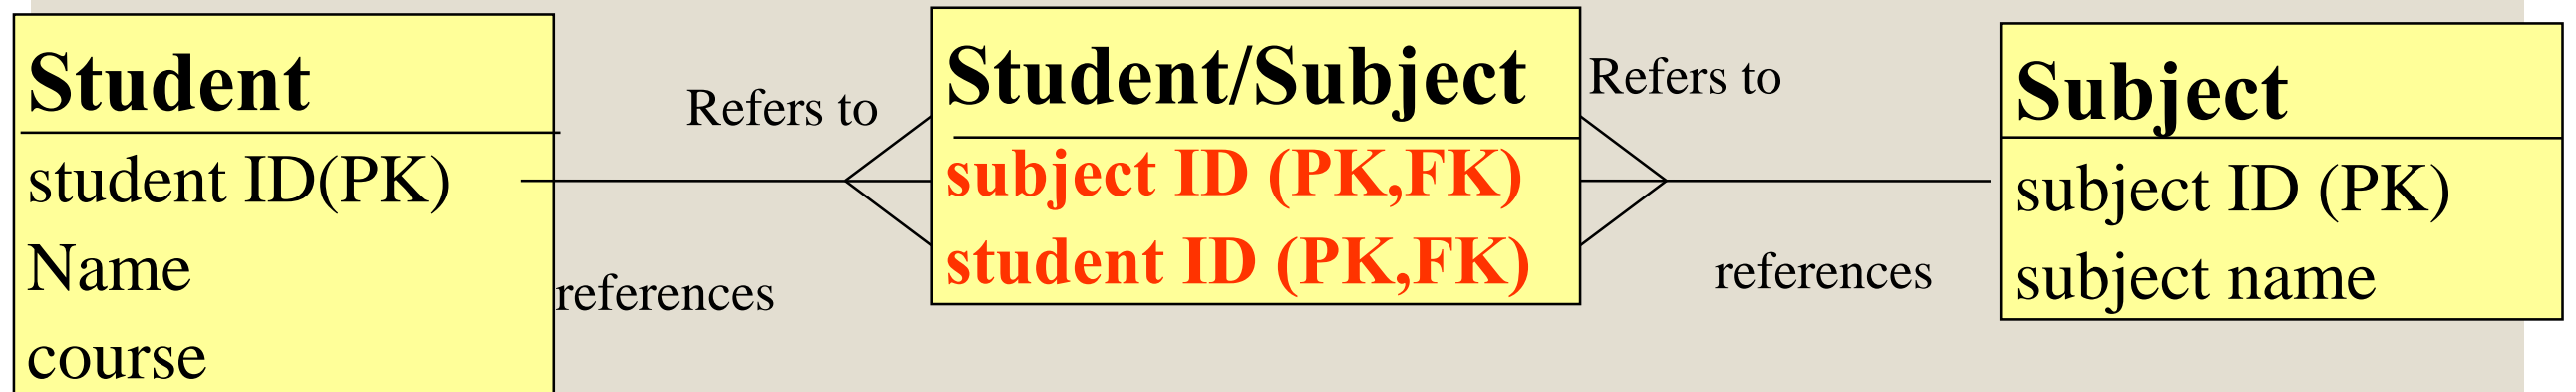 Student
student ID(PK)
Name
course
Refers to
references
Student/Subject
subject ID (PK,FK)
student ID (PK,FK)
Refers to
references
Subject
subject ID (PK)
subject name